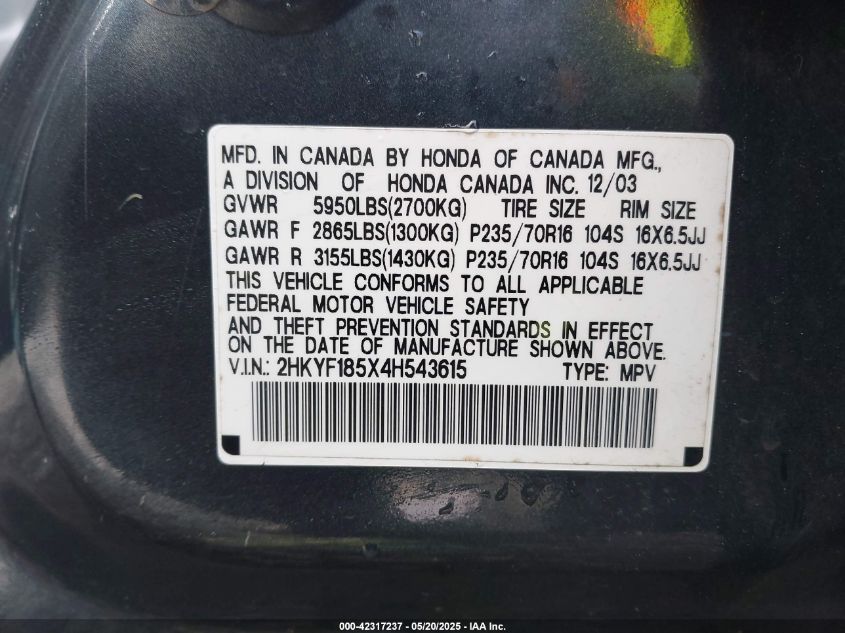 MFD. IN CANADA BY HONDA OF CANADA MFG.,
A DIVISION OF HONDA CANADA INC. 12/03
GVWR 5950LBS(2700KG) TIRE SIZE RIM SIZE
GAWR F 2865LBS(1300KG) P235/70R16 104S 16X6.5JJ
GAWR R 3155LBS(1430KG) P235/70R16 104S 16X6.5JJ
THIS VEHICLE CONFORMS TO ALL APPLICABLE
FEDERAL MOTOR VEHICLE SAFETY
AND THEFT PREVENTION STANDARDS IN EFFECT
ON THE DATE OF MANUFACTURE SHOWN ABOVE.
V.I.N.: 2HKYF185X4H543615 TYPE: MPV
000-42317237 - 05/20/2025 - IAA Inc.